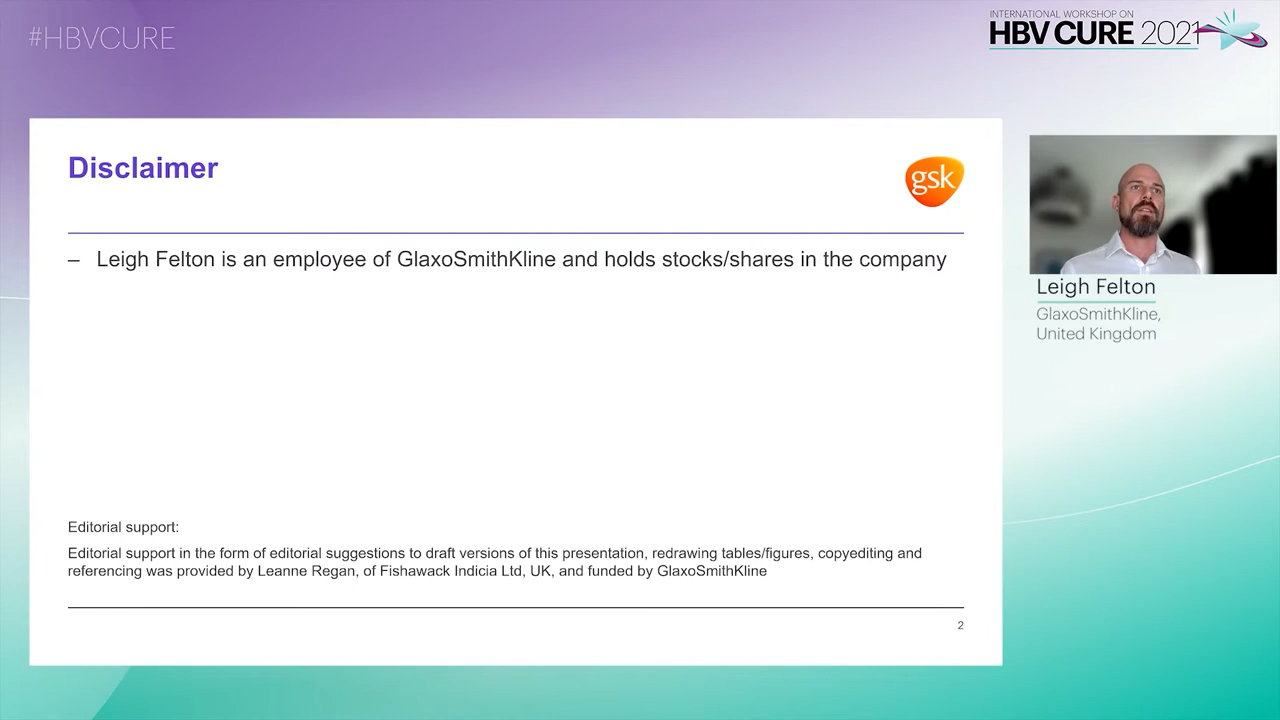 #HBVCURE
INTERNATIONAL WORKSHOP ON
HBV CURE 2021
Disclaimer
gsk
– Leigh Felton is an employee of GlaxoSmithKline and holds stocks/shares in the company
Leigh Felton
GlaxoSmithKline,
United Kingdom
Editorial support:
Editorial support in the form of editorial suggestions to draft versions of this presentation, redrawing tables/figures, copyediting and
referencing was provided by Leanne Regan, of Fishawack Indicia Ltd, UK, and funded by GlaxoSmithKline
2